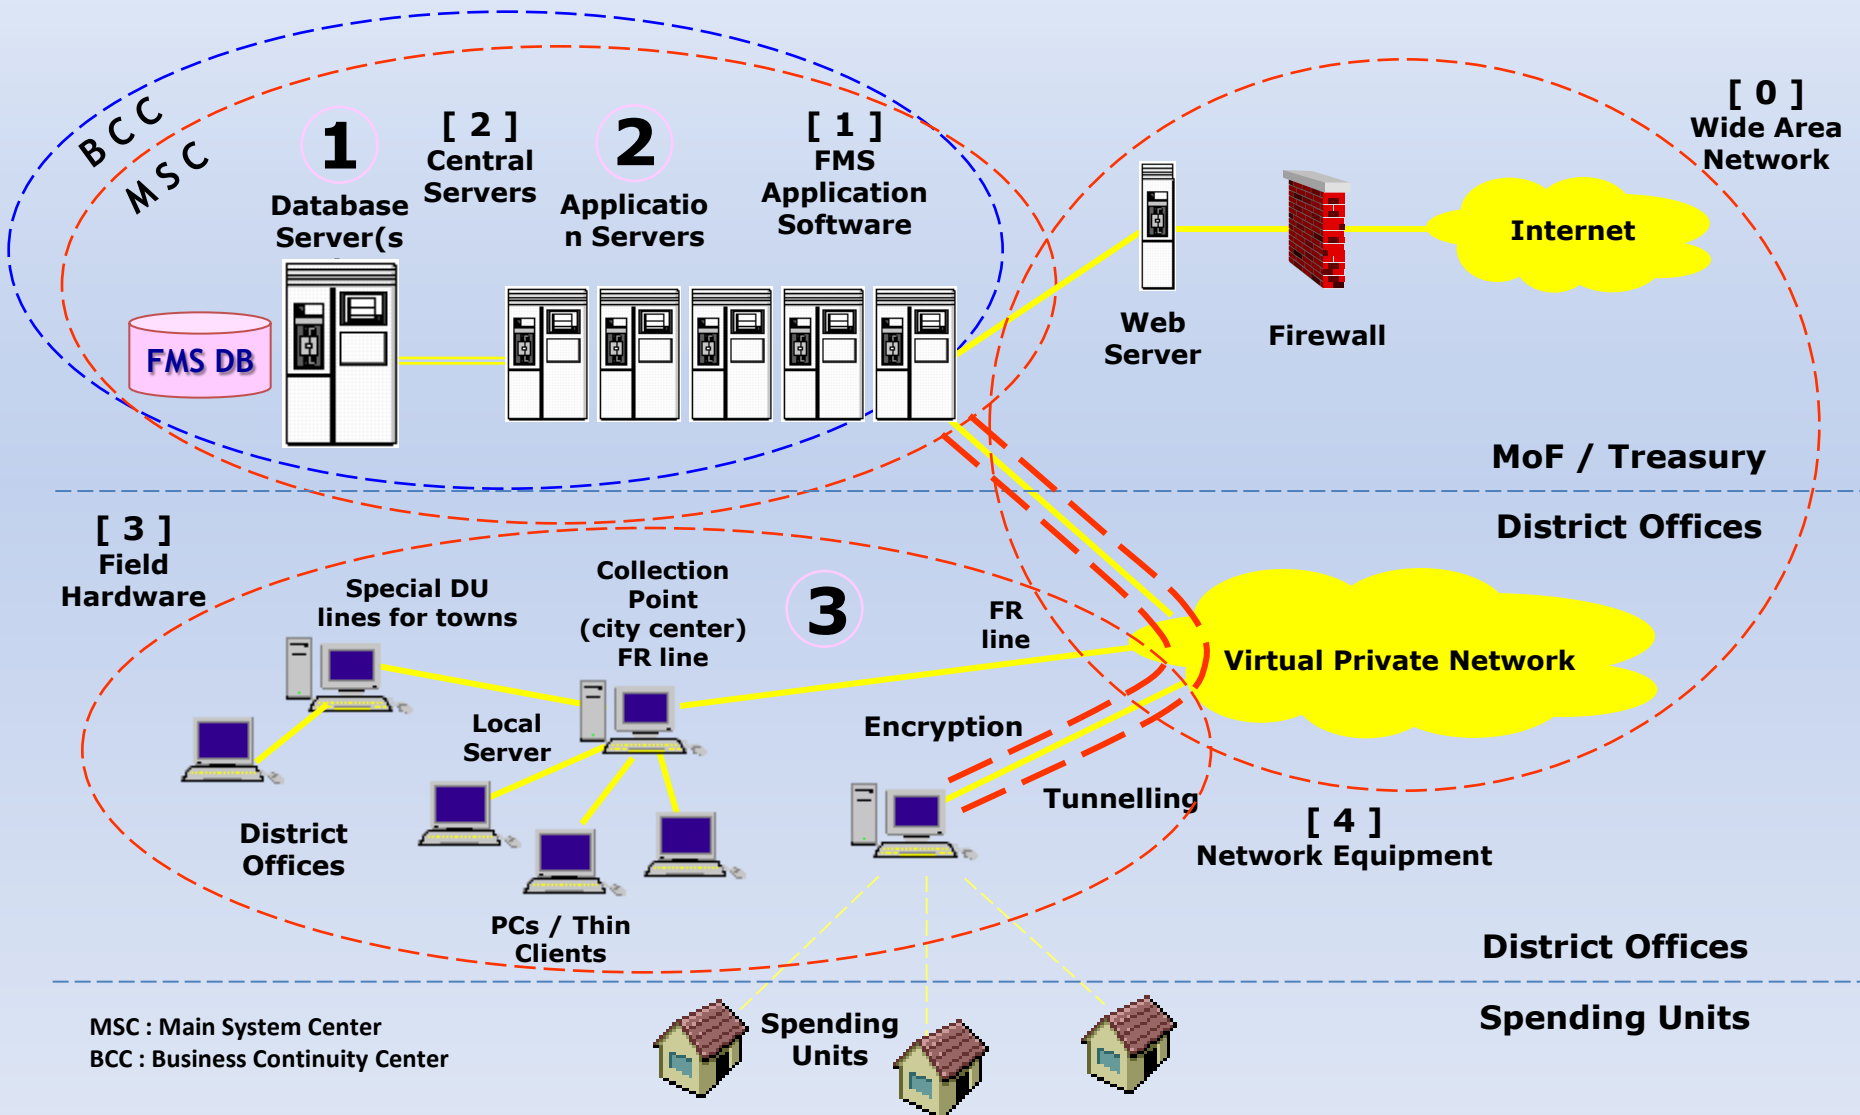 B C C
M S C
1
[ 2 ]
Central
Servers
2
[ 1 ]
FMS
Application
Software
Database
Server(s
Applicatio
n Servers
FMS DB
[ 0 ]
Wide Area
Network
Internet
Web
Server
Firewall
MoF / Treasury
District Offices
[ 3 ]
Field
Hardware
Special DU
lines for towns
Collection
Point
(city center)
FR line
3
FR
line
Virtual Private Network
Local
Server
Encryption
Tunnelling
District
Offices
[ 4 ]
Network Equipment
PCs / Thin
Clients
District Offices
Spending Units
Spending
Units
MSC : Main System Center
BCC : Business Continuity Center